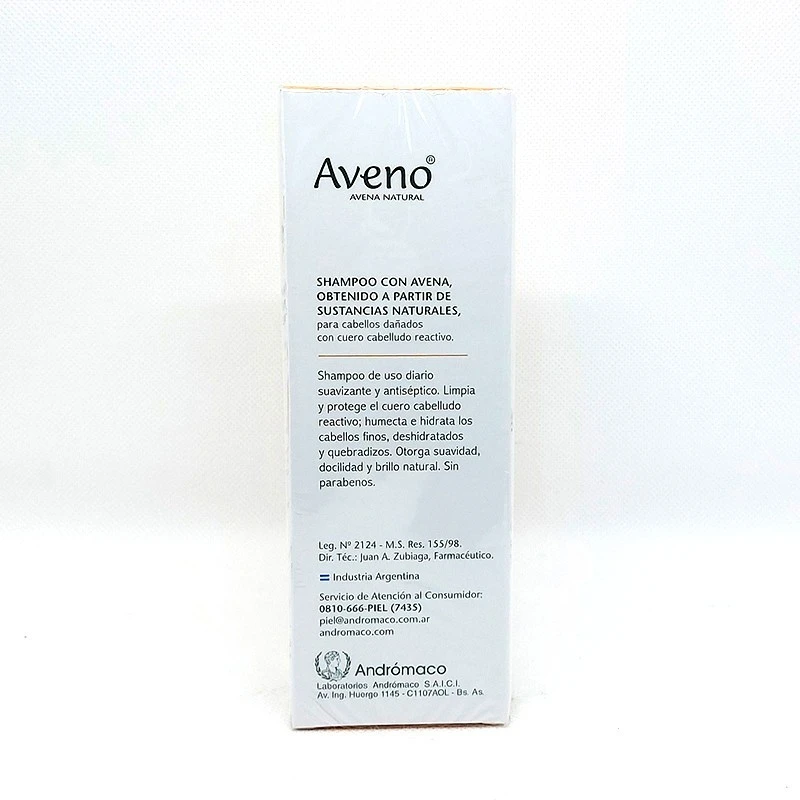 Aveno®
AVENA NATURAL
SHAMPOO CON AVENA,
OBTENIDO A PARTIR DE
SUSTANCIAS NATURALES,
para cabellos dañados
con cuero cabelludo reactivo.
Shampoo de uso diario
suavizante y antiséptico. Limpia
y protege el cuero cabelludo
reactivo; humecta e hidrata los
cabellos finos, deshidratados
y quebradizos. Otorga suavidad,
docilidad y brillo natural. Sin
parabenos.
Leg. Nº 2124 - M.S. Res. 155/98.
Dir. Téc.: Juan A. Zubiaga, Farmacéutico.
Industria Argentina
Servicio de Atención al Consumidor:
0810-666-PIEL (7435)
piel@andromaco.com.ar
andromaco.com
Andrómaco
Laboratorios Andrómaco S.A.I.C.I.
Av. Ing. Huergo 1145 - C1107AOL - Bs. As.